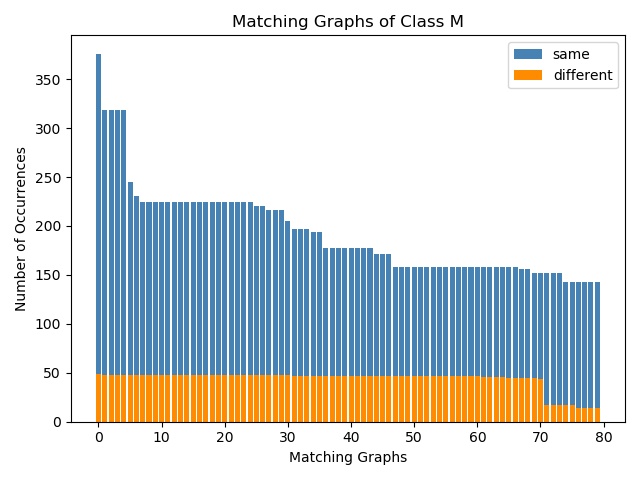 Matching Graphs of Class M
same
different
Number of Occurrences
350
300
250
200
150
100
50
0
0 10 20 30 40 50 60 70 80
Matching Graphs